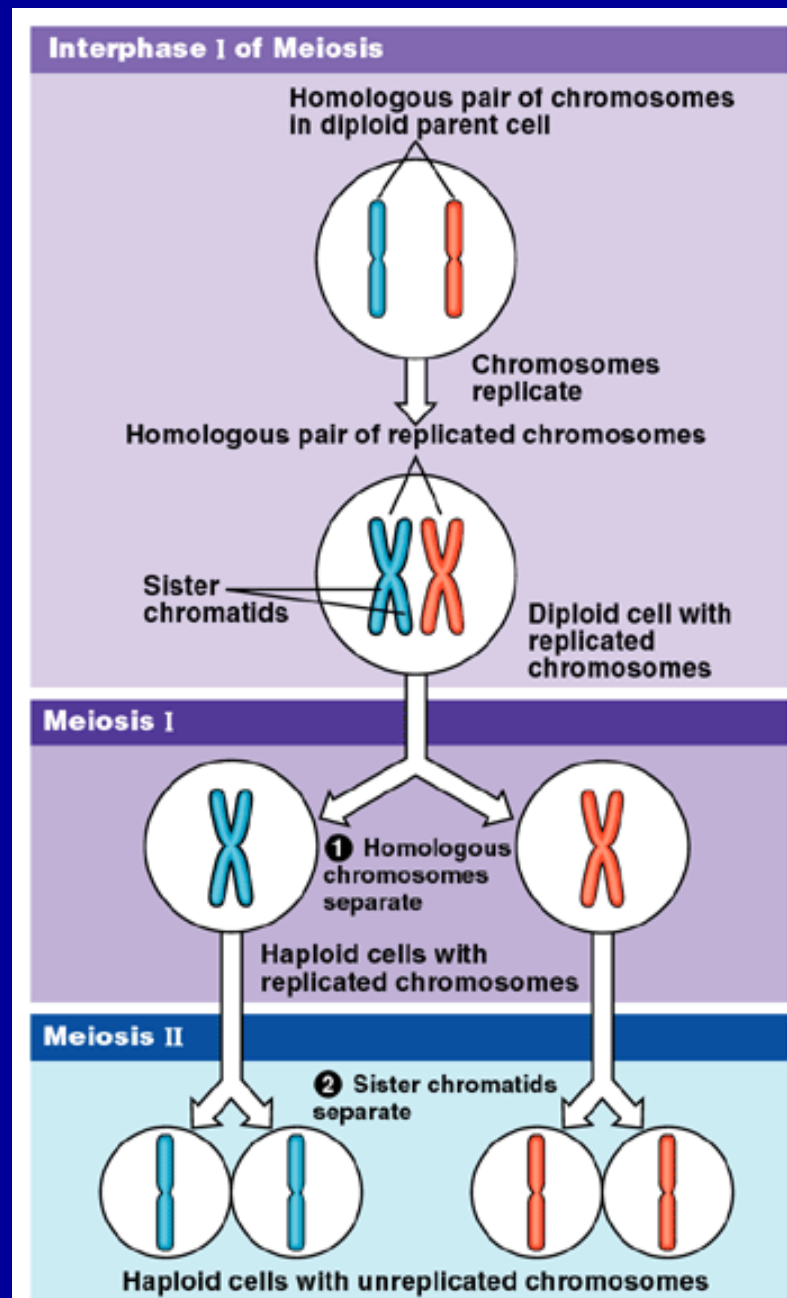 Interphase I of Meiosis
Homologous pair of chromosomes
in diploid parent cell
Chromosomes
replicate
Homologous pair of replicated chromosomes
Sister
chromatids
Diploid cell with
replicated
chromosomes
Meiosis I
1 Homologous
chromosomes
separate
Haploid cells with
replicated chromosomes
Meiosis II
2 Sister chromatids
separate
Haploid cells with unreplicated chromosomes